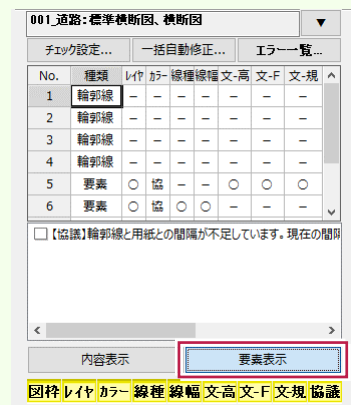 001_道路：標準横断図、横断図 ▼
チェック設定... 一括自動修正... エラー一覧...
No. 種類 ﾚｲﾔ ｶﾗｰ 線種 線幅 文-高 文-F 文-規
1 輪郭線 － － － － － － －
2 輪郭線 － － － － － － －
3 輪郭線 － － － － － － －
4 輪郭線 － － － － － － －
5 要素 ○ 協 － － ○ ○ ○
6 要素 ○ 協 ○ ○ － － －
【協議】輪郭線と用紙との間隔が不足しています。現在の間隔
内容表示 要素表示
図枠 レイヤ カラー 線種 線幅 文高 文-F 文規 協議